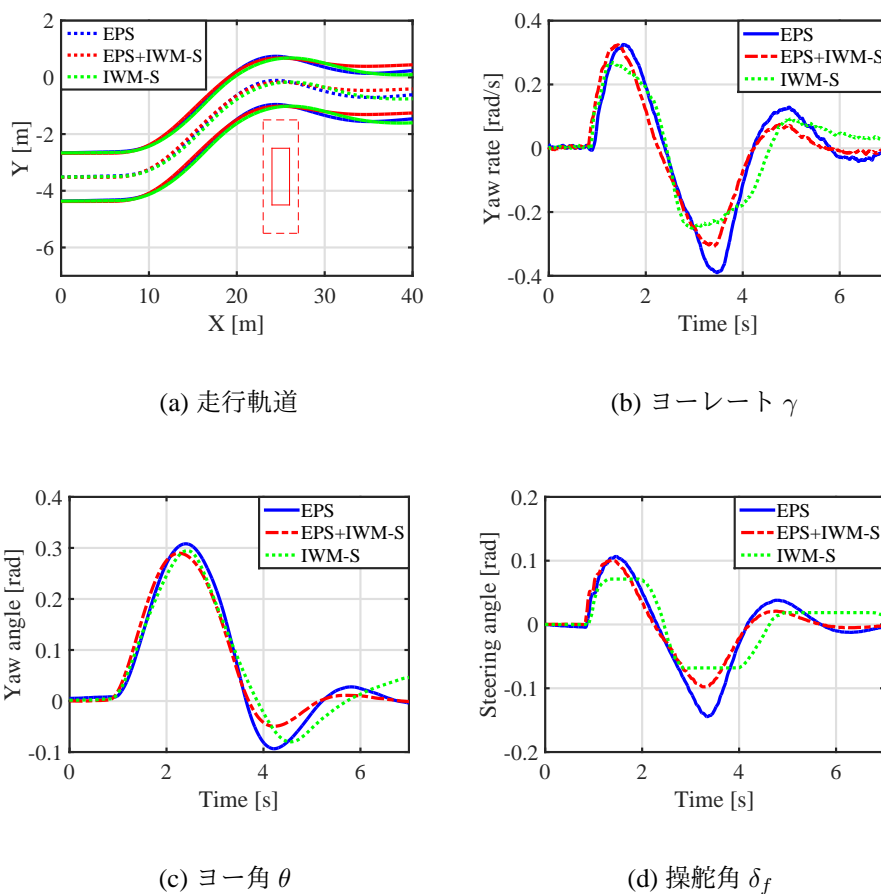 2
0
-2
-4
-6
Y [m]
EPS
EPS+IWM-S
IWM-S
0
10
20
30
40
X [m]
(a) 走行軌道
0.4
0.2
0
-0.2
-0.4
Yaw rate [rad/s]
EPS
EPS+IWM-S
IWM-S
0
2
4
6
Time [s]
(b) ヨーレート γ
0.4
0.3
0.2
0.1
0
-0.1
Yaw angle [rad]
EPS
EPS+IWM-S
IWM-S
0
2
4
6
Time [s]
(c) ヨー角 θ
0.2
0.1
0
-0.1
-0.2
Steering angle [rad]
EPS
EPS+IWM-S
IWM-S
0
2
4
6
Time [s]
(d) 操舵角 δf